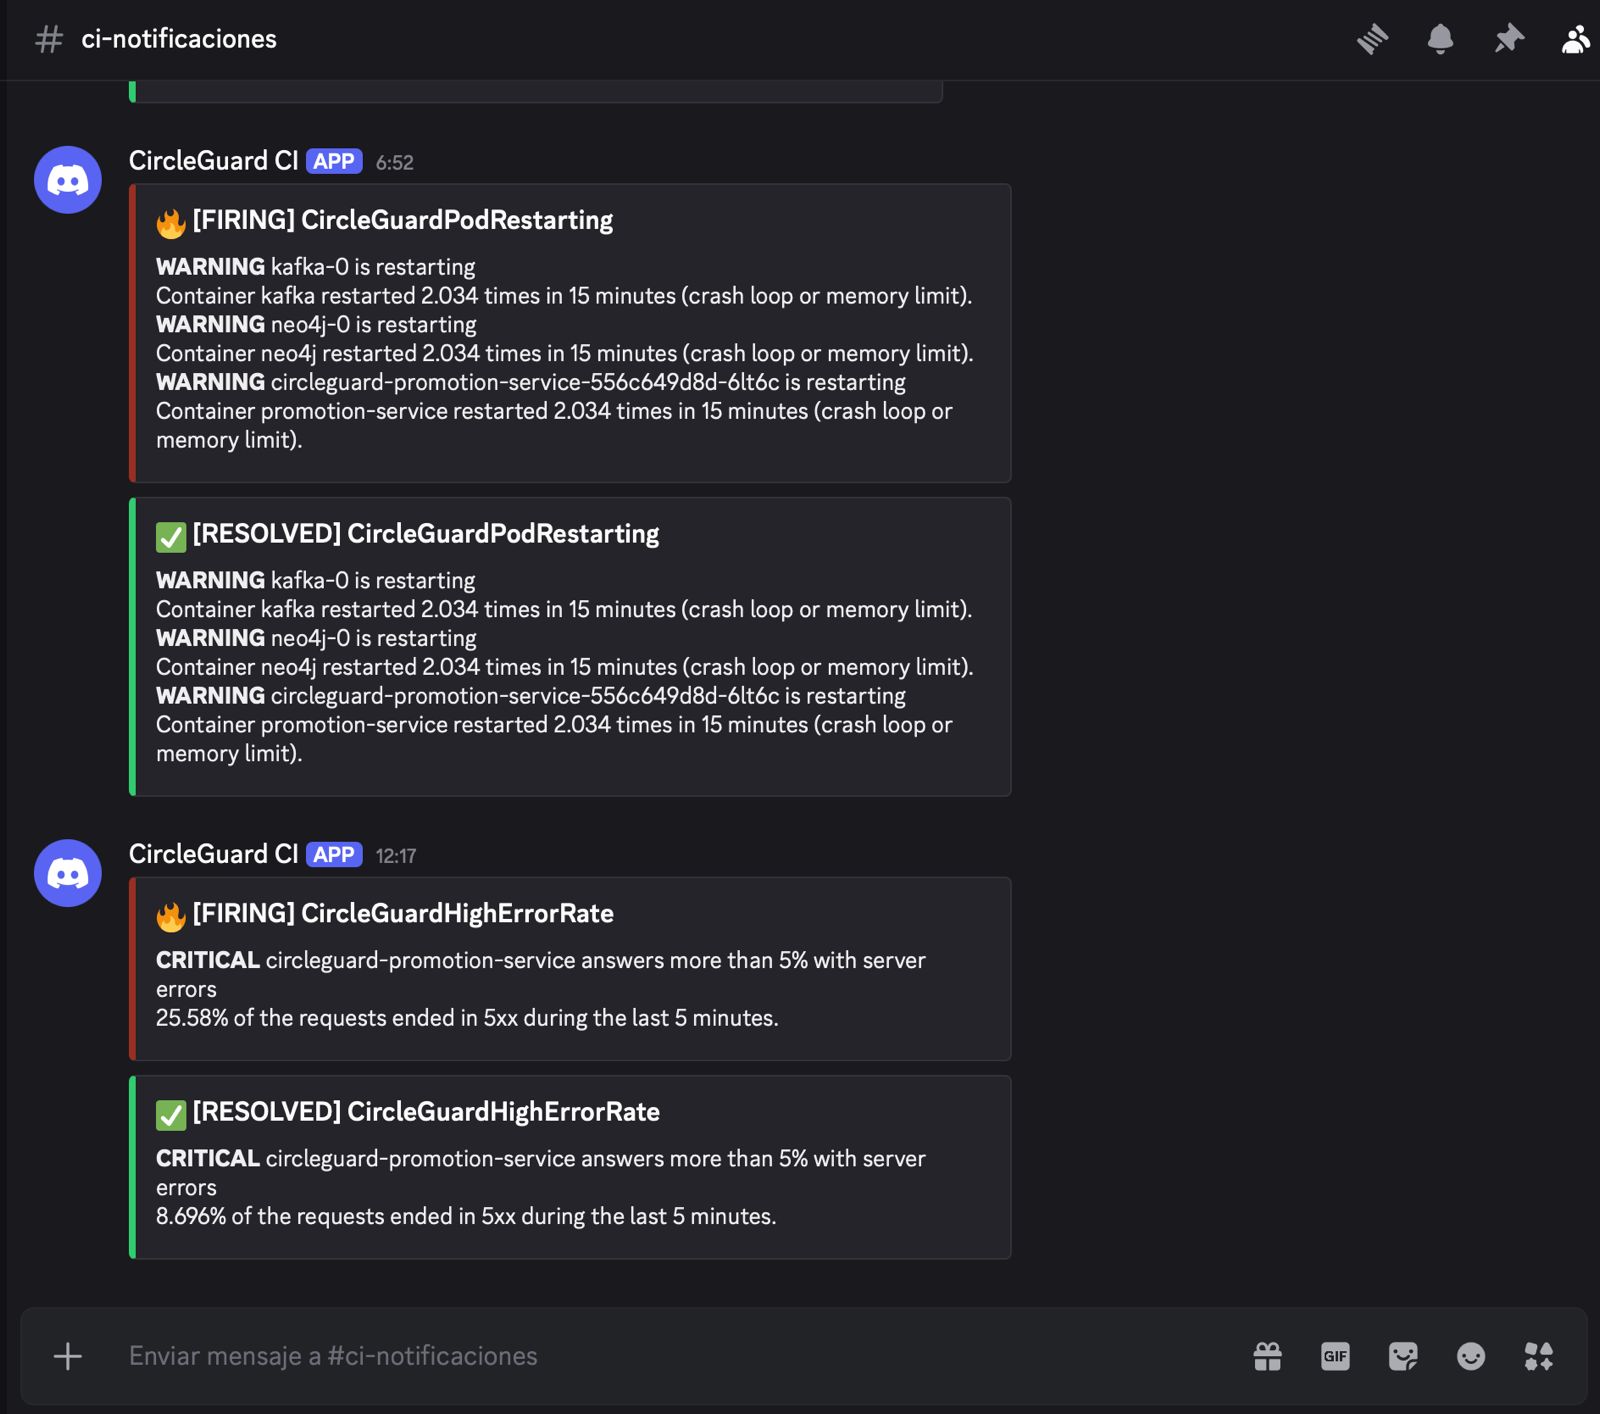 ci-notificaciones
CircleGuard CI APP 6:52
[FIRING] CircleGuardPodRestarting
WARNING kafka-0 is restarting
Container kafka restarted 2.034 times in 15 minutes (crash loop or memory limit).
WARNING neo4j-0 is restarting
Container neo4j restarted 2.034 times in 15 minutes (crash loop or memory limit).
WARNING circleguard-promotion-service-556c649d8d-6lt6c is restarting
Container promotion-service restarted 2.034 times in 15 minutes (crash loop or
memory limit).
[RESOLVED] CircleGuardPodRestarting
WARNING kafka-0 is restarting
Container kafka restarted 2.034 times in 15 minutes (crash loop or memory limit).
WARNING neo4j-0 is restarting
Container neo4j restarted 2.034 times in 15 minutes (crash loop or memory limit).
WARNING circleguard-promotion-service-556c649d8d-6lt6c is restarting
Container promotion-service restarted 2.034 times in 15 minutes (crash loop or
memory limit).
CircleGuard CI APP 12:17
[FIRING] CircleGuardHighErrorRate
CRITICAL circleguard-promotion-service answers more than 5% with server
errors
25.58% of the requests ended in 5xx during the last 5 minutes.
[RESOLVED] CircleGuardHighErrorRate
CRITICAL circleguard-promotion-service answers more than 5% with server
errors
8.696% of the requests ended in 5xx during the last 5 minutes.
Enviar mensaje a #ci-notificaciones
GIF